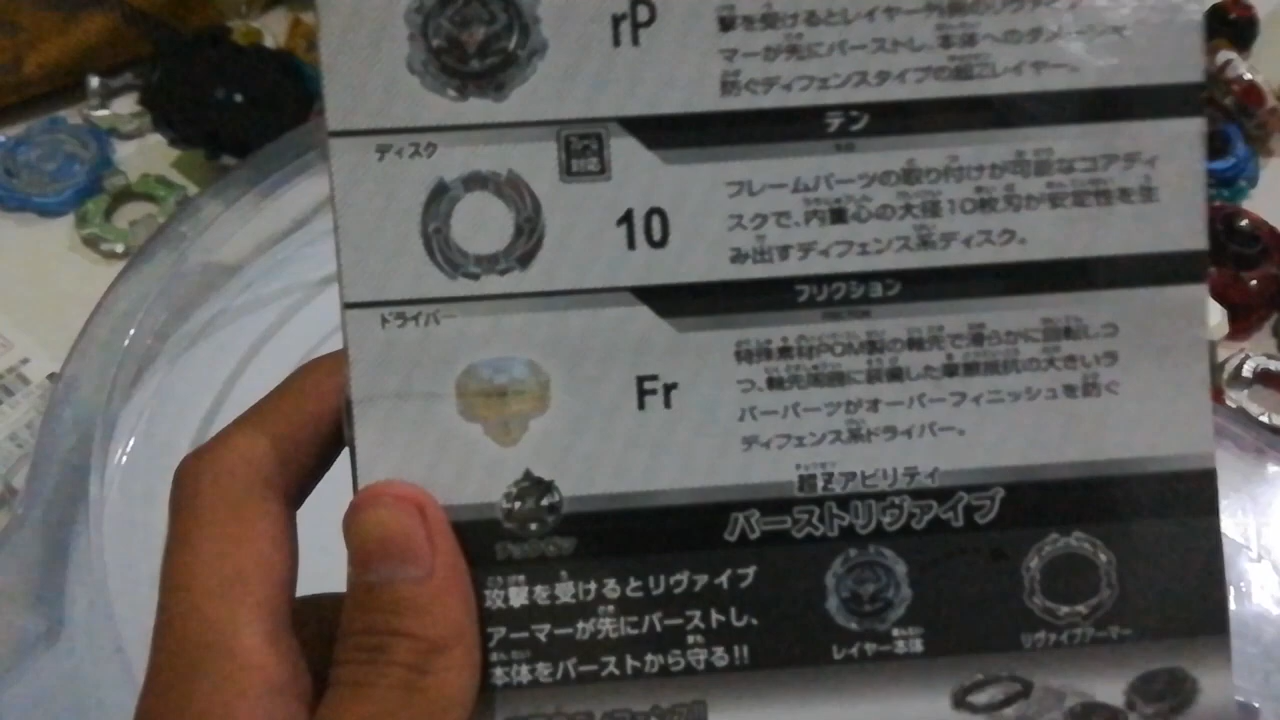 rP
撃を受けるとレイヤー外周のリヴァイブアー
マーが先にバーストし、本体へのダメージを
防ぐディフェンスタイプの超Zレイヤー。
ディスク
テン
10
フレームパーツの取り付けが可能なコアディ
スクで、内重心の大径10枚刃が安定性を生
み出すディフェンス系ディスク。
ドライバー
フリクション
Fr
特殊素材POM製の軸先で滑らかに回転しつ
つ、軸先周囲に装備した摩擦抵抗の大きいラ
バーパーツがオーバーフィニッシュを防ぐ
ディフェンス系ドライバー。
超Zアビリティ
バーストリヴァイブ
攻撃を受けるとリヴァイブ
アーマーが先にバーストし、
本体をバーストから守る!!
レイヤー本体
リヴァイブアーマー